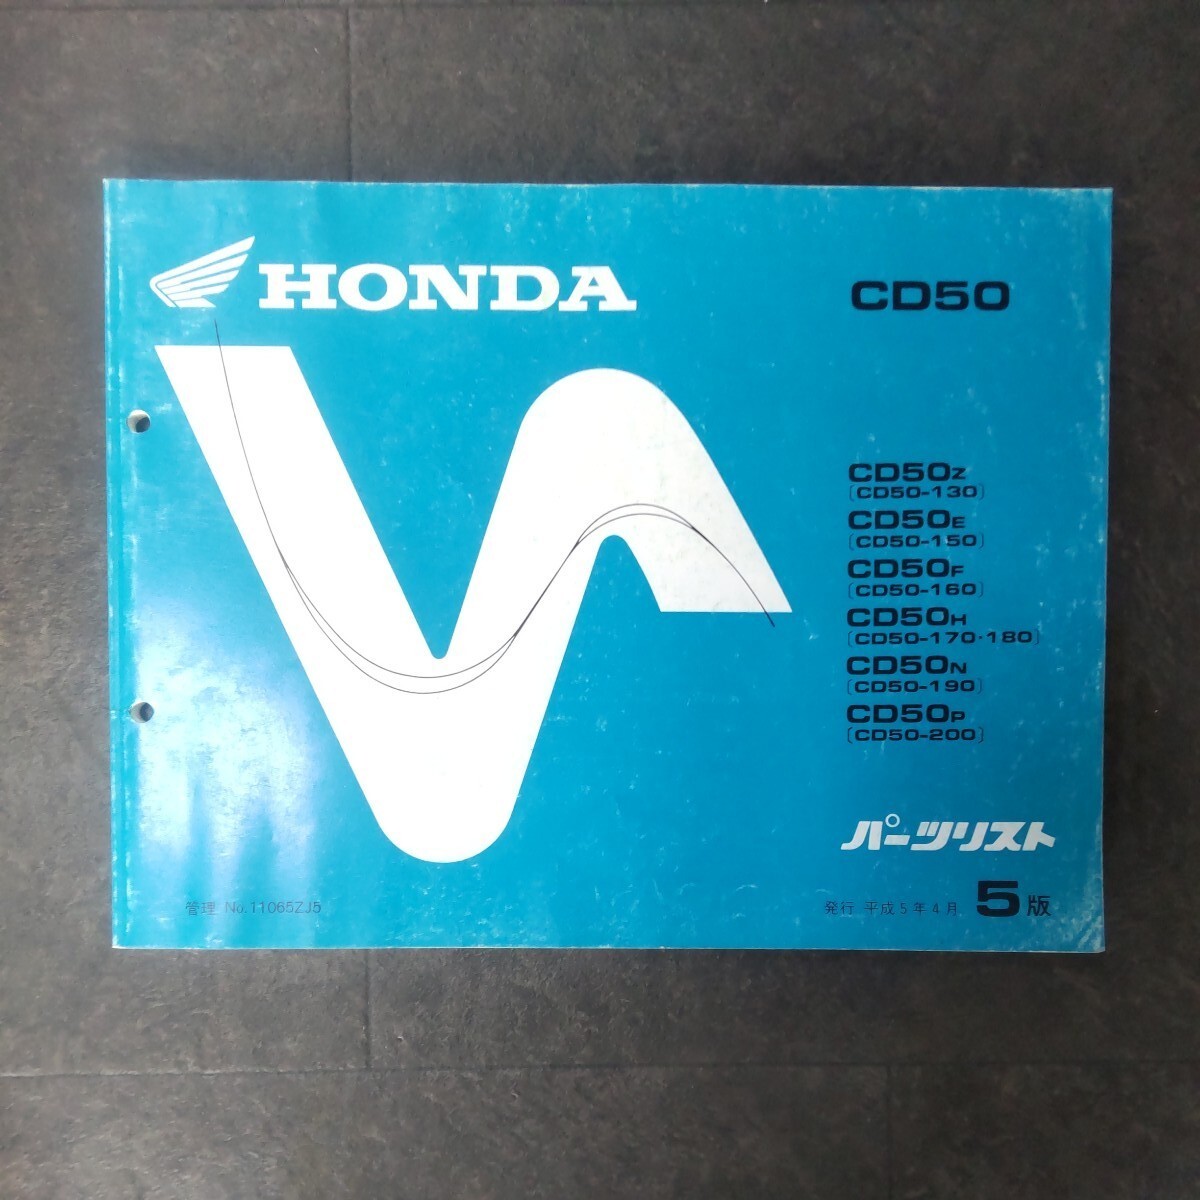 HONDA
CD50
CD50Z
(CD50-130)
CD50E
(CD50-150)
CD50F
(CD50-160)
CD50H
(CD50-170・180)
CD50N
(CD50-190)
CD50P
(CD50-200)
パーツリスト
管理 No.11065ZJ5
発行 平成5年4月 5版